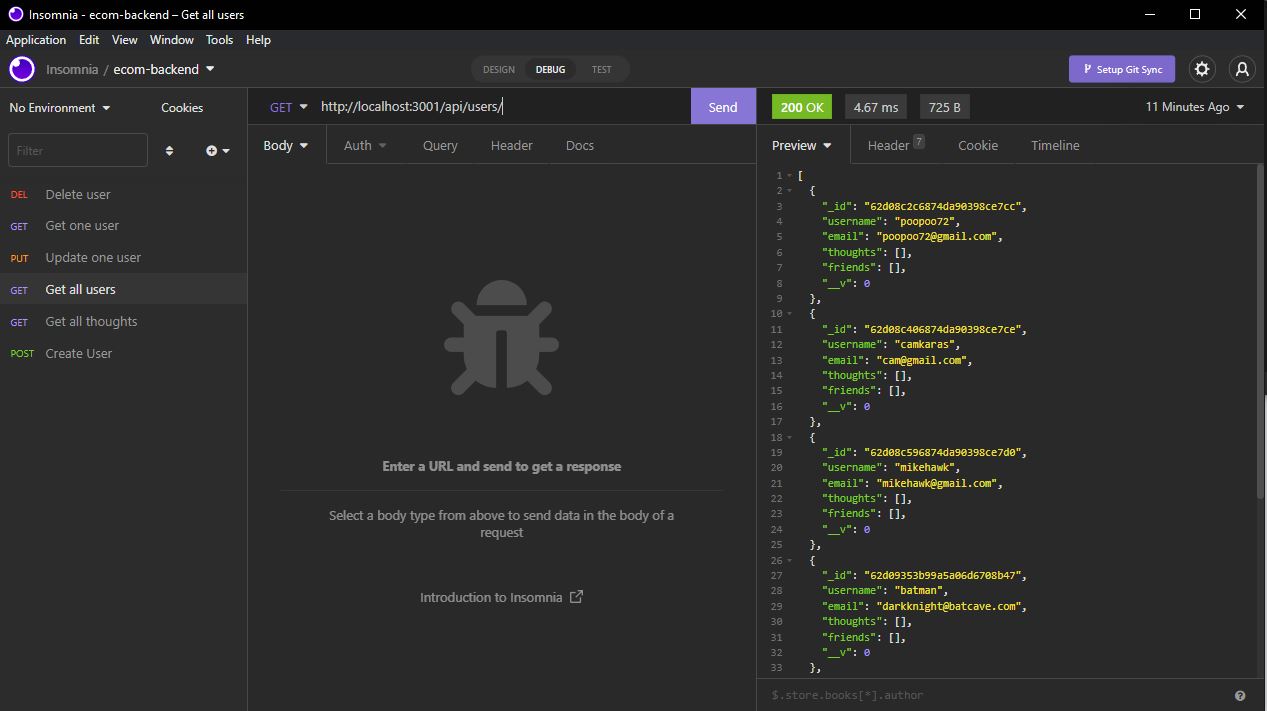 Insomnia - ecom-backend – Get all users
Application Edit View Window Tools Help
Insomnia / ecom-backend
DESIGN DEBUG TEST
Setup Git Sync
No Environment Cookies
Filter
DEL Delete user
GET Get one user
PUT Update one user
GET Get all users
GET Get all thoughts
POST Create User
GET http://localhost:3001/api/users/ Send
Body Auth Query Header Docs
Enter a URL and send to get a response
Select a body type from above to send data in the body of a
request
Introduction to Insomnia
200 OK 4.67 ms 725 B 11 Minutes Ago
Preview Header 7 Cookie Timeline
1 [
2 {
3 "_id": "62d08c2c6874da90398ce7cc",
4 "username": "poopoo72",
5 "email": "poopoo72@gmail.com",
6 "thoughts": [],
7 "friends": [],
8 "__v": 0
9 },
10 {
11 "_id": "62d08c406874da90398ce7ce",
12 "username": "camkaras",
13 "email": "cam@gmail.com",
14 "thoughts": [],
15 "friends": [],
16 "__v": 0
17 },
18 {
19 "_id": "62d08c596874da90398ce7d0",
20 "username": "mikehawk",
21 "email": "mikehawk@gmail.com",
22 "thoughts": [],
23 "friends": [],
24 "__v": 0
25 },
26 {
27 "_id": "62d09353b99a5a06d6708b47",
28 "username": "batman",
29 "email": "darkknight@batcave.com",
30 "thoughts": [],
31 "friends": [],
32 "__v": 0
33 },
$.store.books[*].author